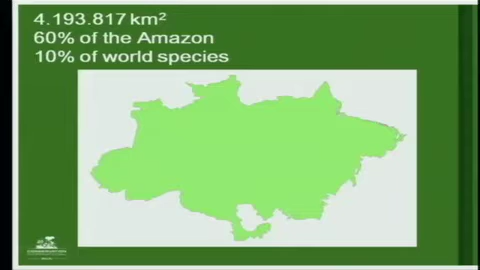 4.193.817 km²
60% of the Amazon
10% of world species